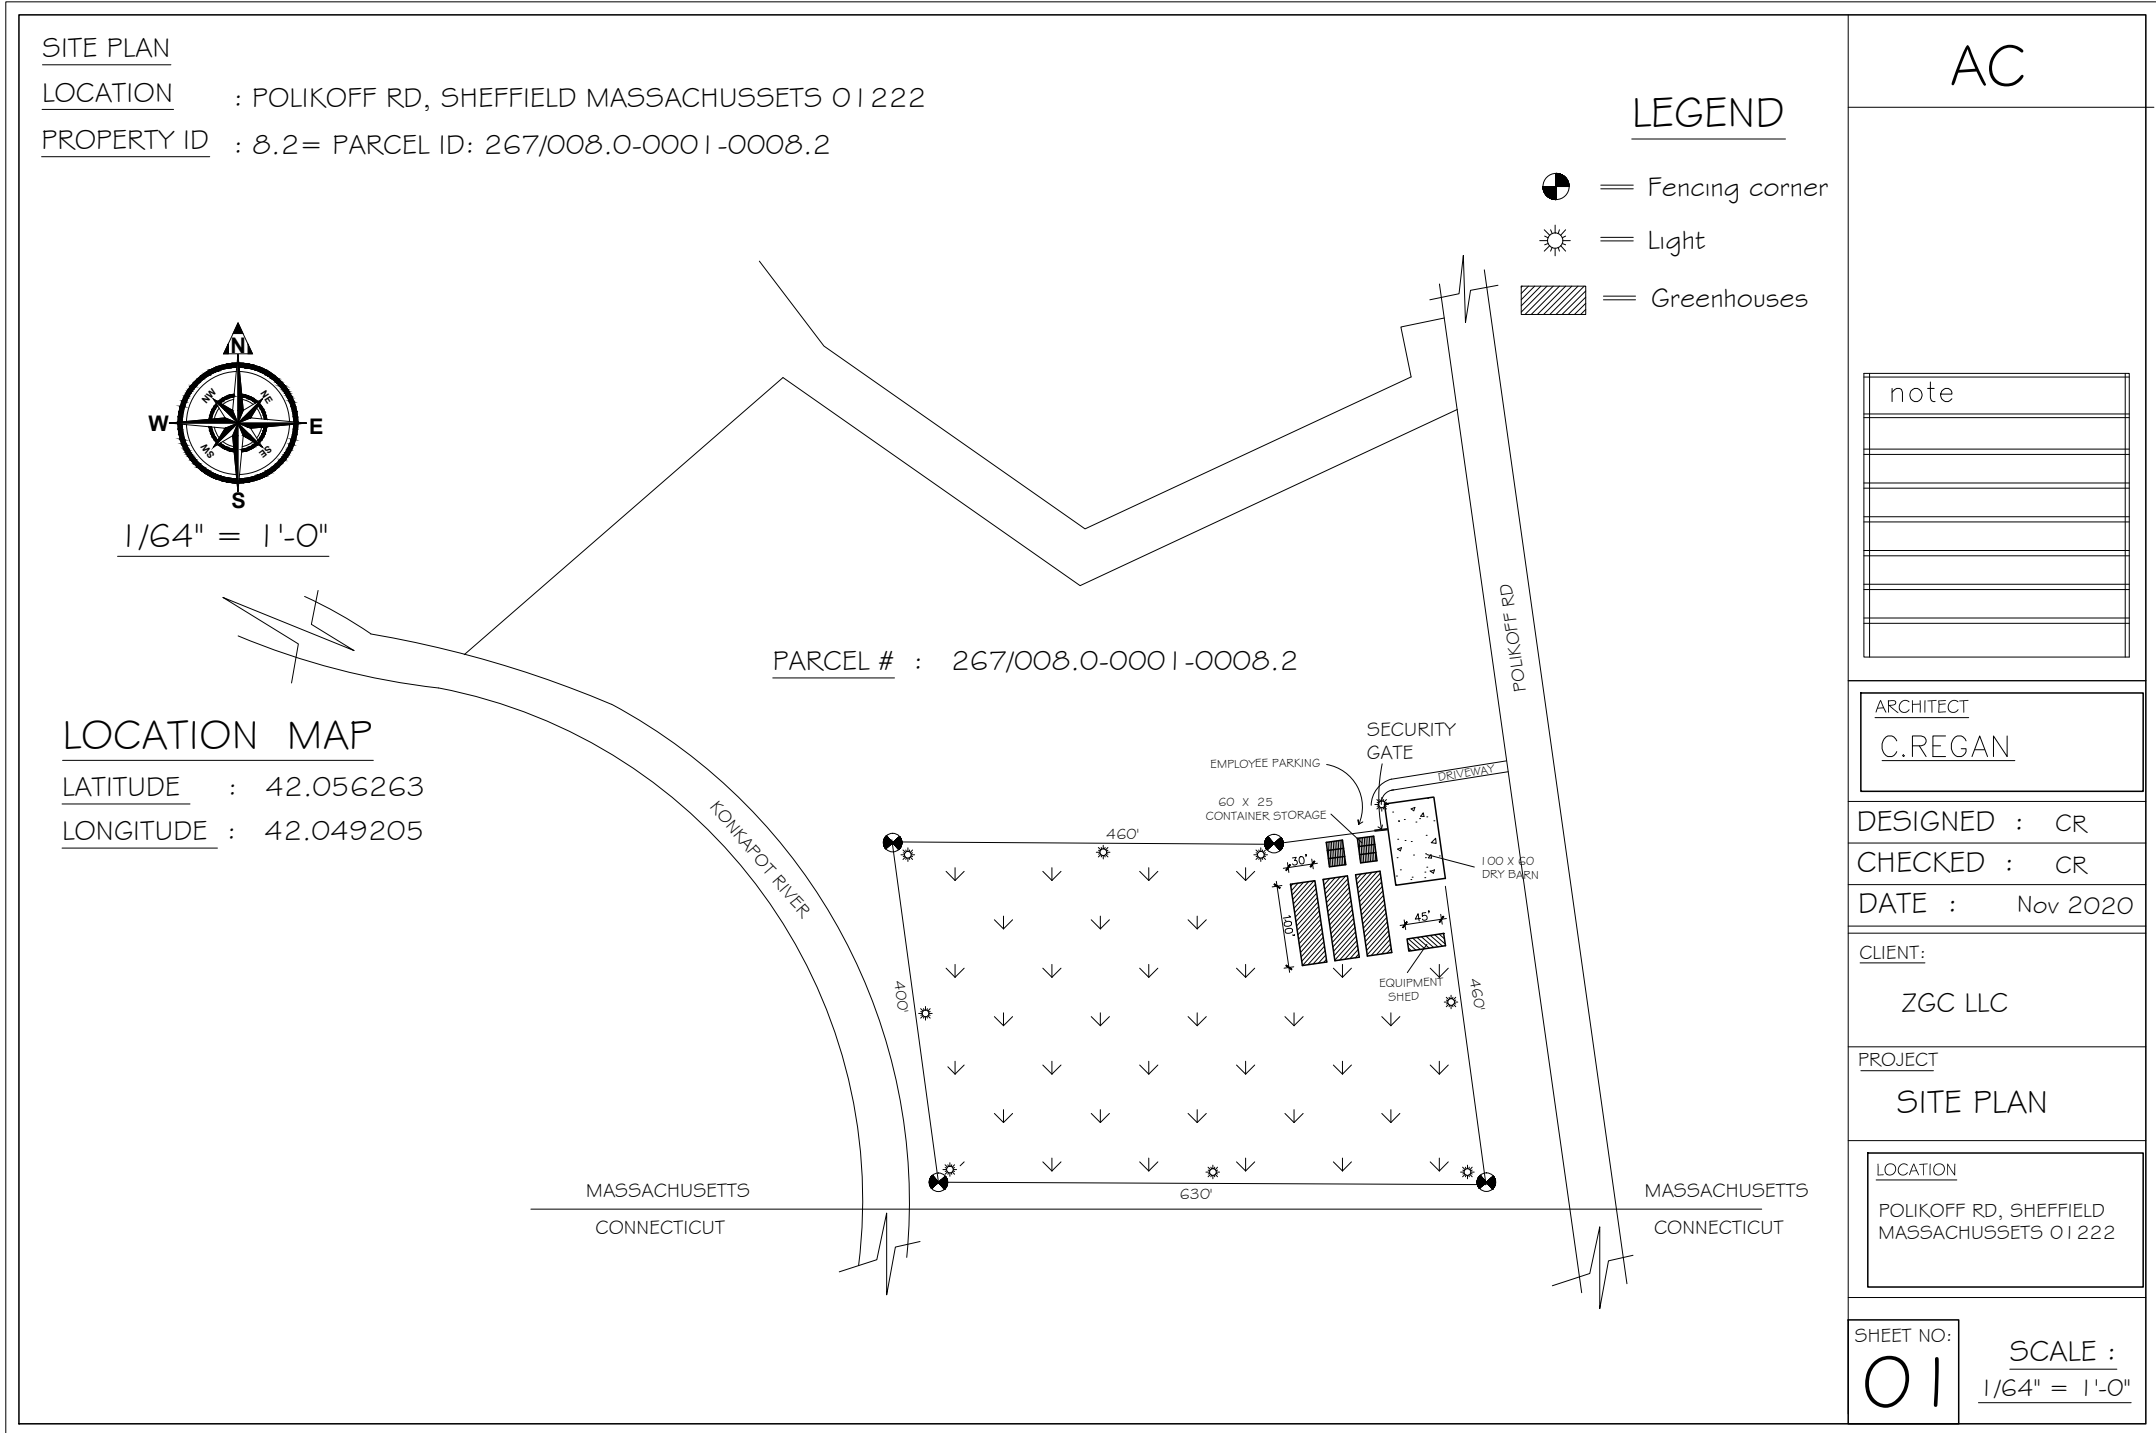 SITE PLAN
LOCATION : POLIKOFF RD, SHEFFIELD MASSACHUSSETS 01222
PROPERTY ID : 8.2= PARCEL ID: 267/008.0-0001-0008.2
LEGEND
= Fencing corner
= Light
= Greenhouses
N
NW
NE
W
E
SW
SE
S
1/64" = 1'-0"
LOCATION MAP
LATITUDE : 42.056263
LONGITUDE : 42.049205
PARCEL # : 267/008.0-0001-0008.2
POLIKOFF RD
KONKAPOT RIVER
SECURITY
GATE
EMPLOYEE PARKING
DRIVEWAY
60 X 25
CONTAINER STORAGE
460'
30'
100 X 60
DRY BARN
100'
45'
EQUIPMENT
SHED
400'
460'
630'
MASSACHUSETTS
CONNECTICUT
MASSACHUSETTS
CONNECTICUT
AC
note
ARCHITECT
C.REGAN
DESIGNED : CR
CHECKED : CR
DATE : Nov 2020
CLIENT:
ZGC LLC
PROJECT
SITE PLAN
LOCATION
POLIKOFF RD, SHEFFIELD
MASSACHUSSETS 01222
SHEET NO:
01
SCALE :
1/64" = 1'-0"